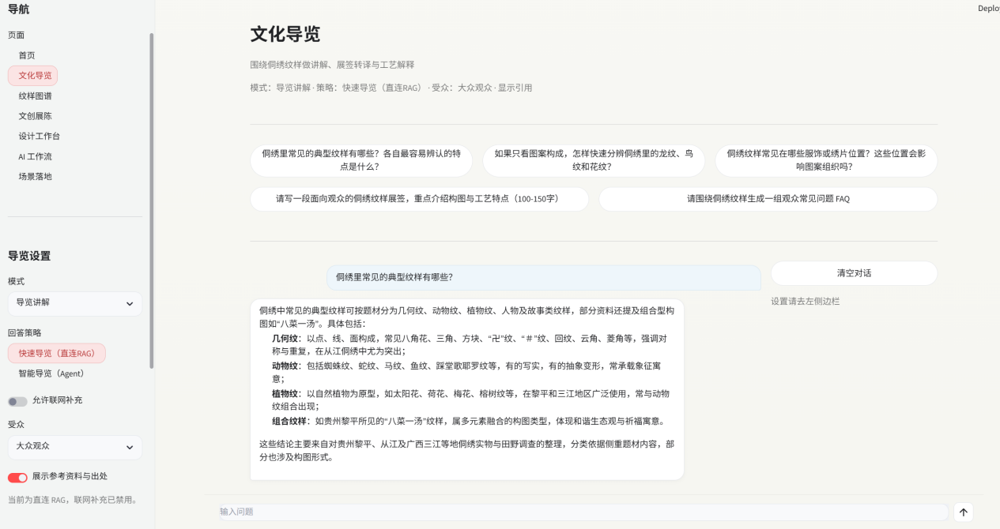 导航
页面
首页
文化导览
纹样图谱
文创展陈
设计工作台
AI 工作流
场景落地
导览设置
模式
导览讲解
回答策略
快速导览（直连RAG）
智能导览（Agent）
允许联网补充
受众
大众观众
展示参考资料与出处
当前为直连 RAG，联网补充已禁用。
Deploy
文化导览
围绕侗绣纹样做讲解、展签转译与工艺解释
模式：导览讲解 · 策略：快速导览（直连RAG） · 受众：大众观众 · 显示引用
侗绣里常见的典型纹样有哪些？各自最容易辨认的特
点是什么？
如果只看图案构成，怎样快速分辨侗绣里的龙纹、鸟
纹和花纹？
侗绣纹样常见在哪些服饰或绣片位置？这些位置会影
响图案组织吗？
请写一段面向观众的侗绣纹样展签，重点介绍构图与工艺特点（100-150字）
请围绕侗绣纹样生成一组观众常见问题 FAQ
侗绣里常见的典型纹样有哪些？
清空对话
设置请去左侧边栏
侗绣中常见的典型纹样可按题材分为几何纹、动物纹、植物纹、人物及故事类纹样，部分资料还提及组合型构
图如“八菜一汤”。具体包括：
几何纹：以点、线、面构成，常见八角花、三角、方块、“卍”纹、“＃”纹、回纹、云角、菱角等，强调对
称与重复，在从江侗绣中尤为突出；
动物纹：包括蜘蛛纹、蛇纹、马纹、鱼纹、踩堂歌耶罗纹等，有的写实，有的抽象变形，常承载象征寓
意；
植物纹：以自然植物为原型，如太阳花、荷花、梅花、榕树纹等，在黎平和三江地区广泛使用，常与动物
纹组合出现；
组合纹样：如贵州黎平所见的“八菜一汤”纹样，属多元素融合的构图类型，体现和谐生态观与祈福寓意。
这些结论主要来自对贵州黎平、从江及广西三江等地侗绣实物与田野调查的整理，分类依据侧重题材内容，部
分也涉及构图形式。
输入问题